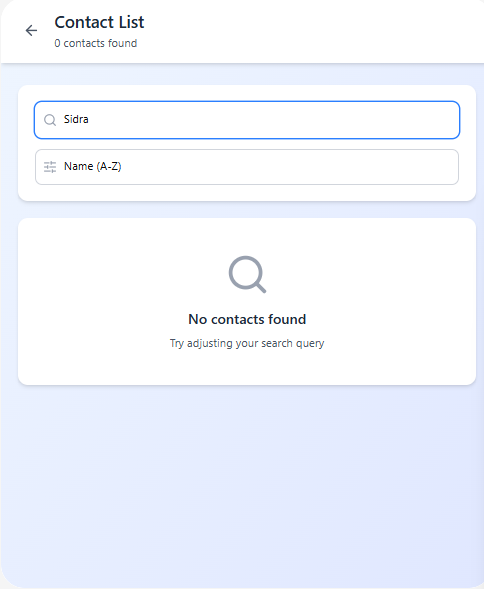 Contact List
0 contacts found
Sidra
Name (A-Z)
No contacts found
Try adjusting your search query